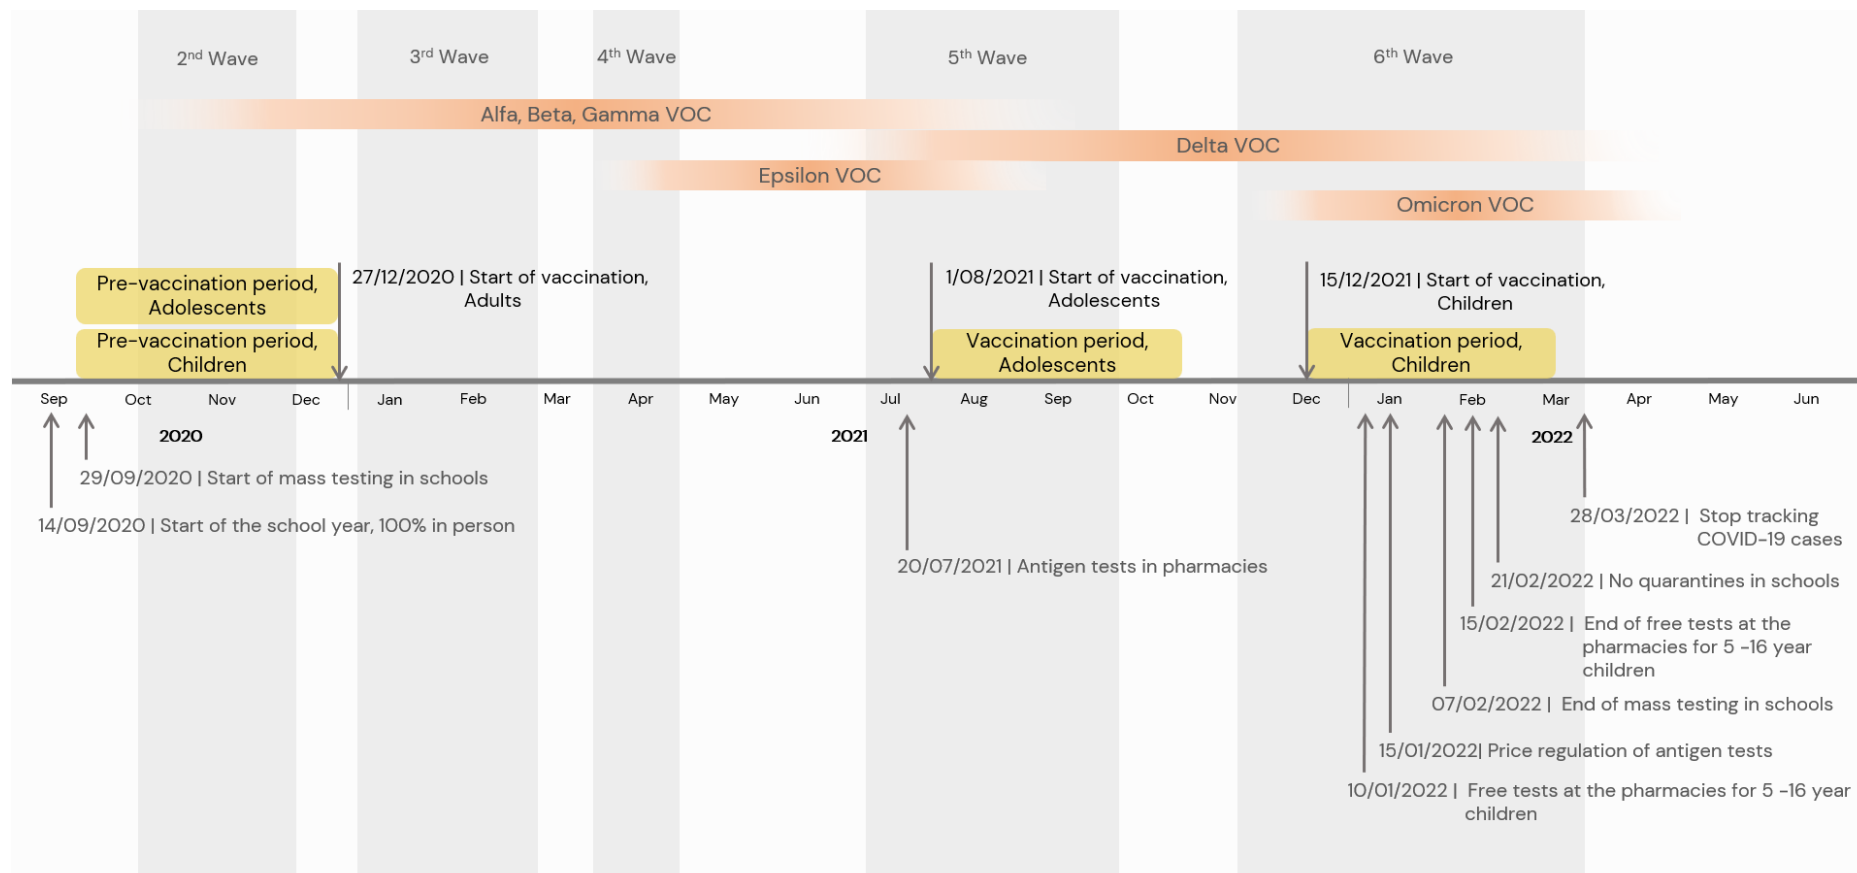 2nd Wave
3rd Wave
4th Wave
5th Wave
6th Wave
Alfa, Beta, Gamma VOC
Delta VOC
Epsilon VOC
Omicron VOC
Pre-vaccination period,
Adolescents
27/12/2020 | Start of vaccination,
Adults
1/08/2021 | Start of vaccination,
Adolescents
15/12/2021 | Start of vaccination,
Children
Pre-vaccination period,
Children
Vaccination period,
Adolescents
Vaccination period,
Children
Sep Oct Nov Dec Jan Feb Mar Apr May Jun Jul Aug Sep Oct Nov Dec Jan Feb Mar Apr May Jun
2020 2021 2022
29/09/2020 | Start of mass testing in schools
14/09/2020 | Start of the school year, 100% in person
20/07/2021 | Antigen tests in pharmacies
28/03/2022 | Stop tracking
COVID-19 cases
21/02/2022 | No quarantines in schools
15/02/2022 | End of free tests at the
pharmacies for 5 -16 year
children
07/02/2022 | End of mass testing in schools
15/01/2022| Price regulation of antigen tests
10/01/2022 | Free tests at the pharmacies for 5 -16 year
children